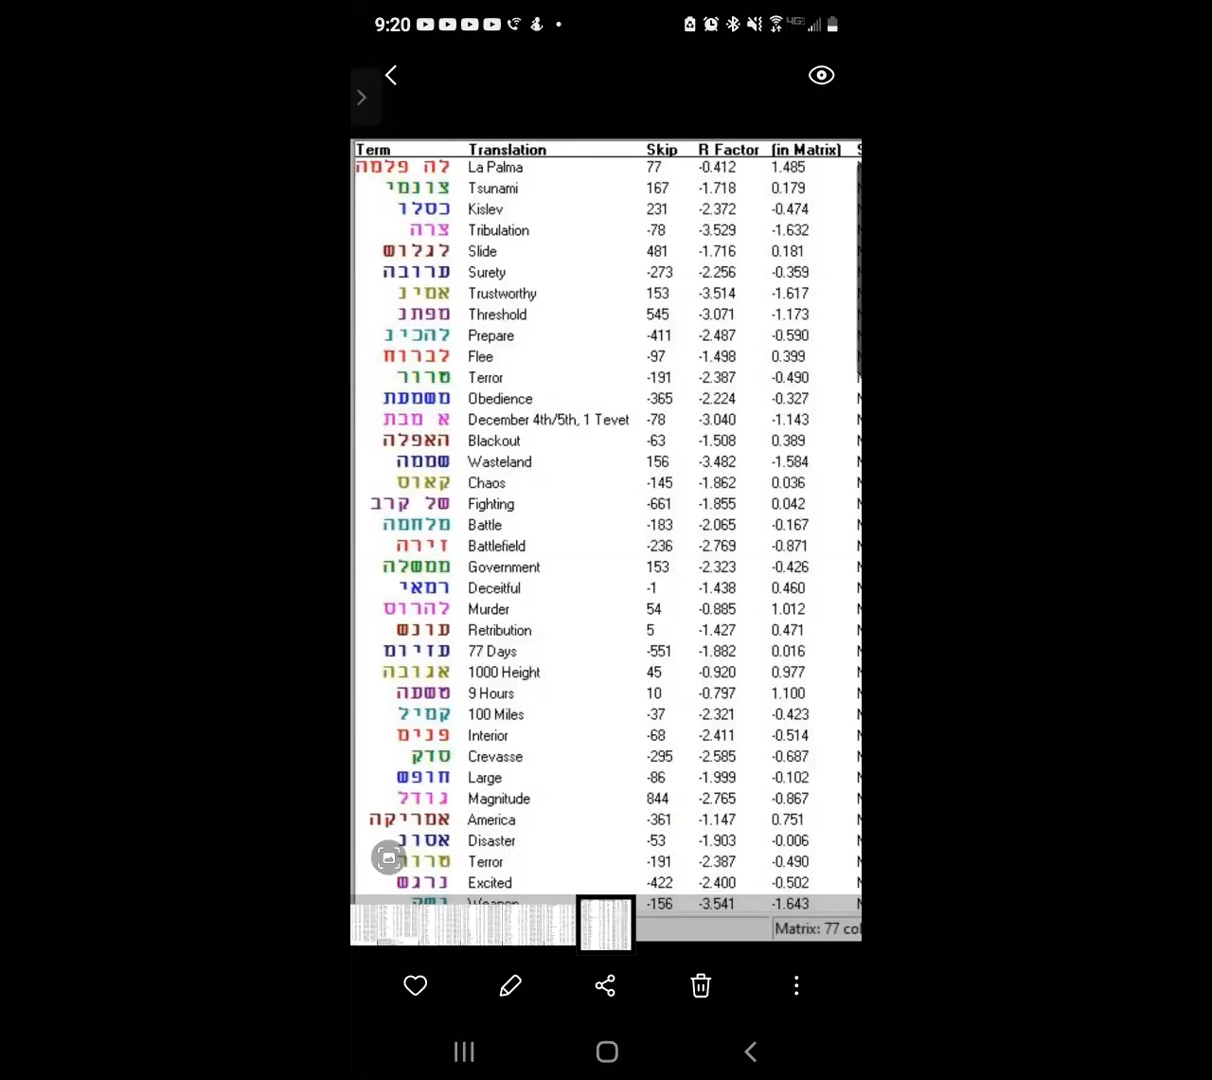 9:20
Term Translation Skip R Factor (in Matrix)
לה פלמה La Palma 77 -0.412 1.485
צונמי Tsunami 167 -1.718 0.179
כסלו Kislev 231 -2.372 -0.474
צרה Tribulation -78 -3.529 -1.632
לגלוש Slide 481 -1.716 0.181
ערובה Surety -273 -2.256 -0.359
אמינ Trustworthy 153 -3.514 -1.617
מפתנ Threshold 545 -3.071 -1.173
להכינ Prepare -411 -2.487 -0.590
לברוח Flee -97 -1.498 0.399
טרור Terror -191 -2.387 -0.490
משמעת Obedience -365 -2.224 -0.327
א מבת December 4th/5th, 1 Tevet -78 -3.040 -1.143
האפלה Blackout -63 -1.508 0.389
שממה Wasteland 156 -3.482 -1.584
קאוס Chaos -145 -1.862 0.036
של קרב Fighting -661 -1.855 0.042
מלחמה Battle -183 -2.065 -0.167
זירה Battlefield -236 -2.769 -0.871
ממשלה Government 153 -2.323 -0.426
רמאי Deceitful -1 -1.438 0.460
להרוס Murder 54 -0.885 1.012
עונש Retribution 5 -1.427 0.471
עזיומ 77 Days -551 -1.882 0.016
אגובה 1000 Height 45 -0.920 0.977
טשעה 9 Hours 10 -0.797 1.100
קמיל 100 Miles -37 -2.321 -0.423
פנימ Interior -68 -2.411 -0.514
סדק Crevasse -295 -2.585 -0.687
חופש Large -86 -1.999 -0.102
גודל Magnitude 844 -2.765 -0.867
אמריקה America -361 -1.147 0.751
אסונ Disaster -53 -1.903 -0.006
טרור Terror -191 -2.387 -0.490
נרגש Excited -422 -2.400 -0.502
Weapon -156 -3.541 -1.643
Matrix: 77 co